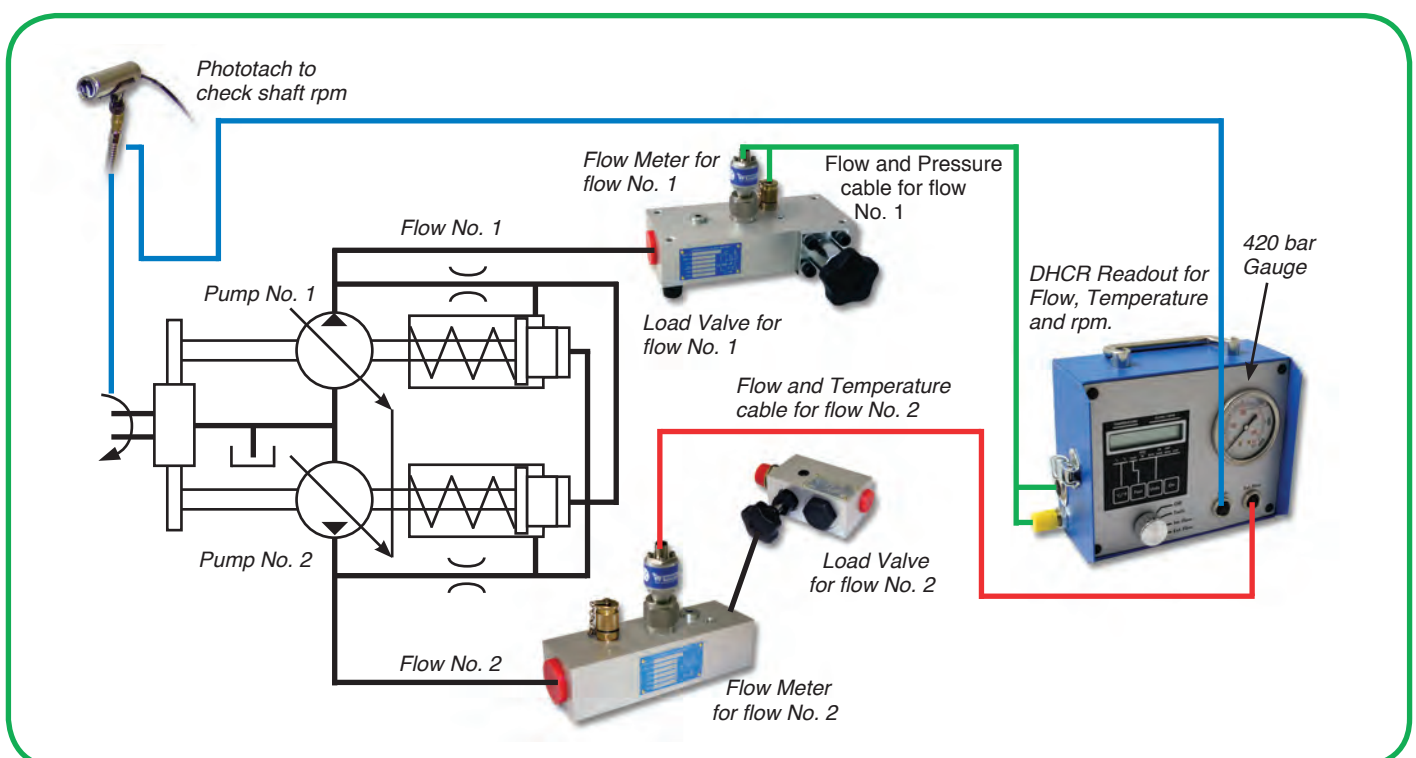 Phototach to
check shaft rpm
Flow Meter for
flow No. 1
Flow and Pressure
cable for flow
No. 1
Flow No. 1
420 bar
Gauge
DHCR Readout for
Flow, Temperature
and rpm.
Pump No. 1
Load Valve for
flow No. 1
Flow and Temperature
cable for flow No. 2
Pump No. 2
Load Valve
for flow No. 2
Flow No. 2
Flow Meter
for flow No. 2